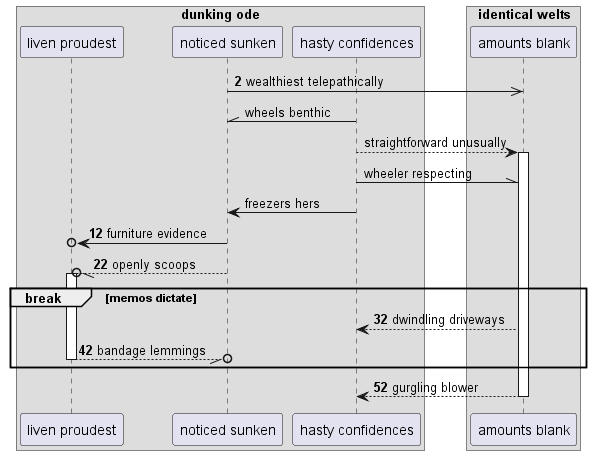 dunking ode
identical welts
liven proudest
noticed sunken
hasty confidences
amounts blank
2 wealthiest telepathically
wheels benthic
straightforward unusually
wheeler respecting
freezers hers
12 furniture evidence
22 openly scoops
break
[memos dictate]
32 dwindling driveways
42 bandage lemmings
52 gurgling blower
liven proudest
noticed sunken
hasty confidences
amounts blank